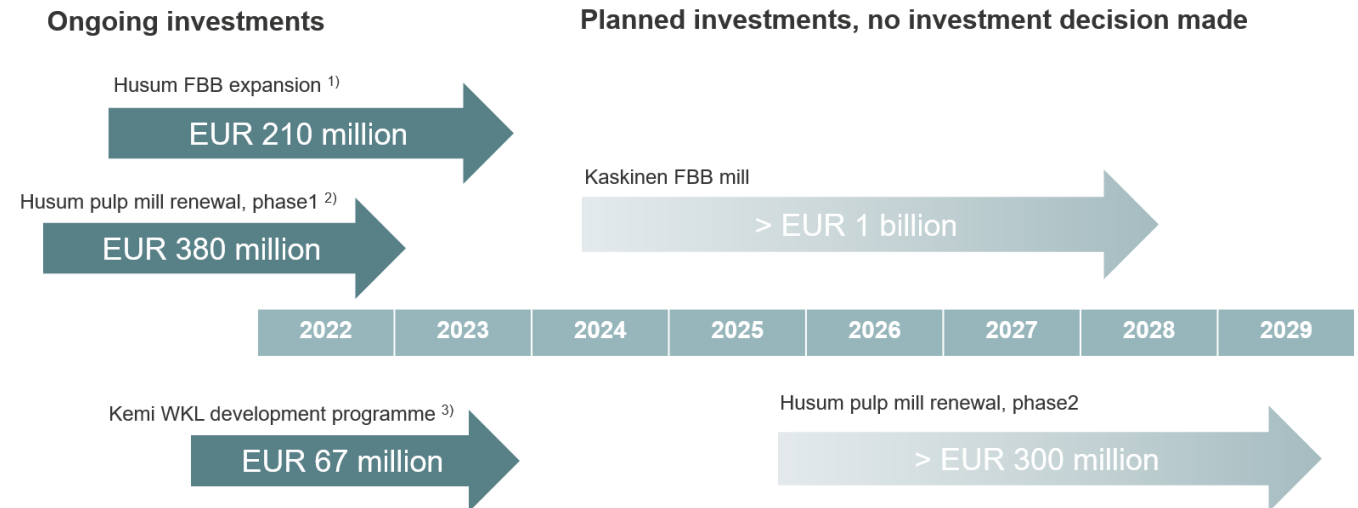 Ongoing investments
Planned investments, no investment decision made
Husum FBB expansion 1)
EUR 210 million
Husum pulp mill renewal, phase1 2)
EUR 380 million
Kaskinen FBB mill
> EUR 1 billion
2022 2023 2024 2025 2026 2027 2028 2029
Kemi WKL development programme 3)
EUR 67 million
Husum pulp mill renewal, phase2
> EUR 300 million